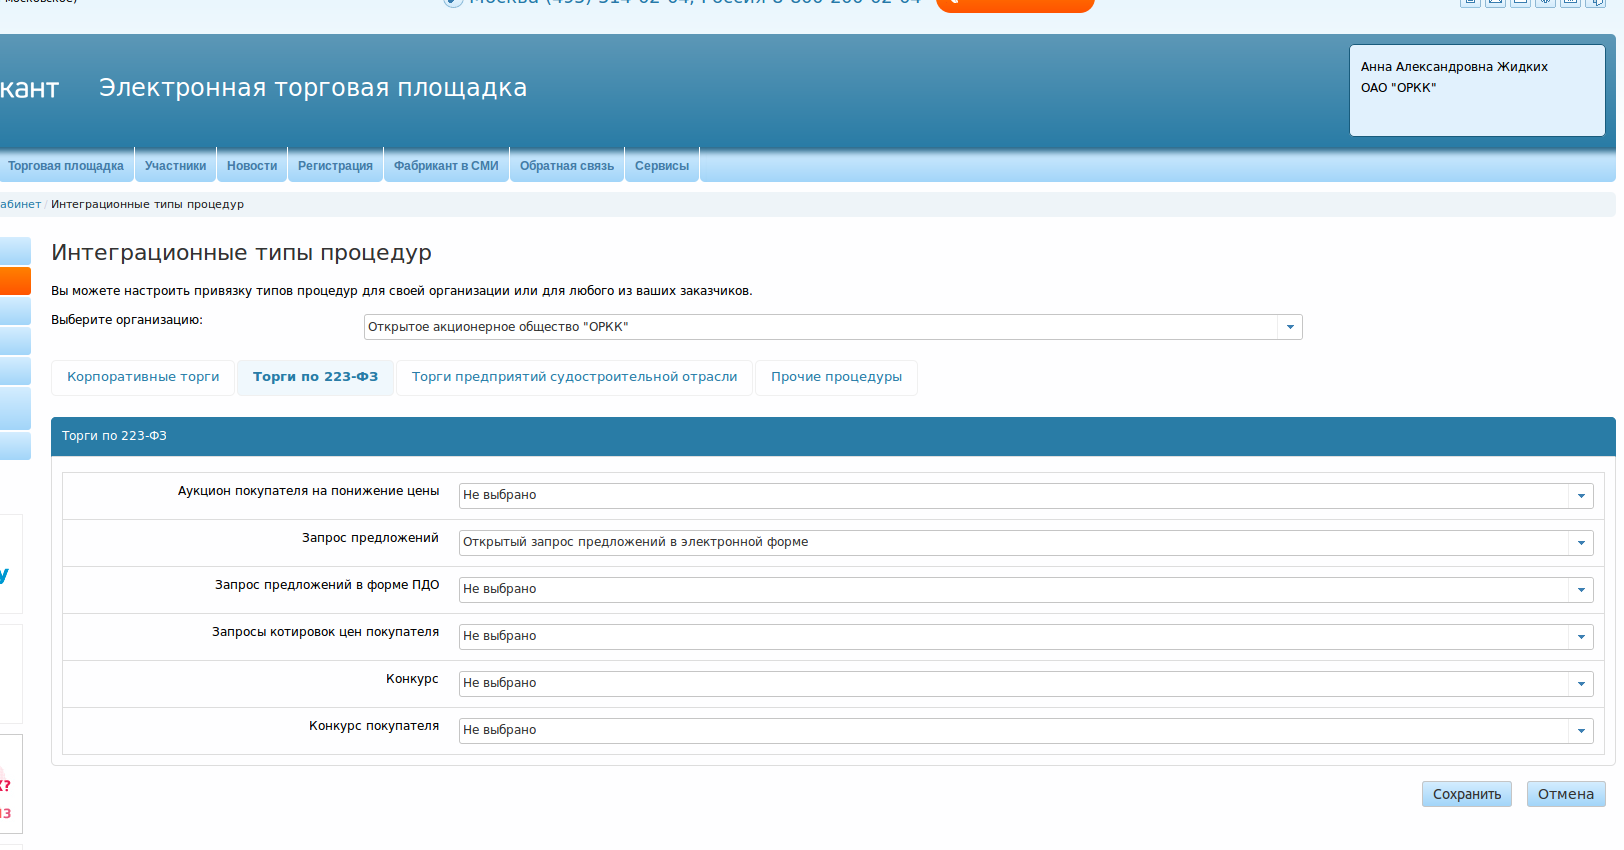 Электронная торговая площадка
Анна Александровна Жидких
ОАО "ОРКК"
Торговая площадка Участники Новости Регистрация Фабрикант в СМИ Обратная связь Сервисы
абинет / Интеграционные типы процедур
Интеграционные типы процедур
Вы можете настроить привязку типов процедур для своей организации или для любого из ваших заказчиков.
Выберите организацию: Открытое акционерное общество "ОРКК"
Корпоративные торги Торги по 223-ФЗ Торги предприятий судостроительной отрасли Прочие процедуры
Торги по 223-ФЗ
Аукцион покупателя на понижение цены Не выбрано
Запрос предложений Открытый запрос предложений в электронной форме
Запрос предложений в форме ПДО Не выбрано
Запросы котировок цен покупателя Не выбрано
Конкурс Не выбрано
Конкурс покупателя Не выбрано
Сохранить Отмена